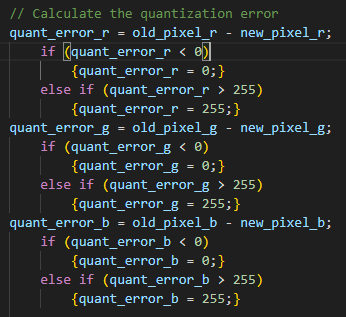 // Calculate the quantization error
quant_error_r = old_pixel_r - new_pixel_r;
if (quant_error_r < 0)
{quant_error_r = 0;}
else if (quant_error_r > 255)
{quant_error_r = 255;}
quant_error_g = old_pixel_g - new_pixel_g;
if (quant_error_g < 0)
{quant_error_g = 0;}
else if (quant_error_g > 255)
{quant_error_g = 255;}
quant_error_b = old_pixel_b - new_pixel_b;
if (quant_error_b < 0)
{quant_error_b = 0;}
else if (quant_error_b > 255)
{quant_error_b = 255;}